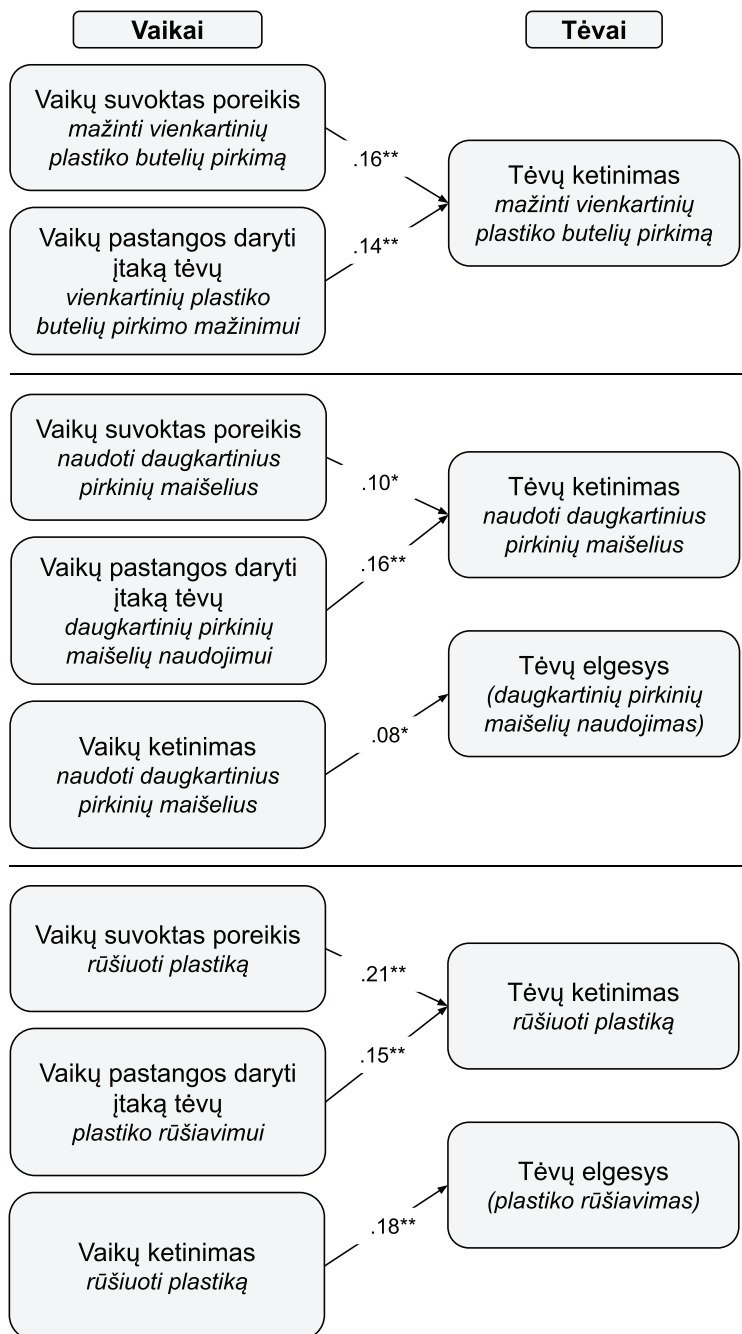 Vaikai
Tėvai
Vaikų suvoktas poreikis
mažinti vienkartinių
plastiko butelių pirkimą
.16**
Tėvų ketinimas
mažinti vienkartinių
plastiko butelių pirkimą
Vaikų pastangos daryti
įtaką tėvų
vienkartinių plastiko
butelių pirkimo mažinimui
.14**
Vaikų suvoktas poreikis
naudoti daugkartinius
pirkinių maišelius
.10*
Tėvų ketinimas
naudoti daugkartinius
pirkinių maišelius
Vaikų pastangos daryti
įtaką tėvų
daugkartinių pirkinių
maišelių naudojimui
.16**
Tėvų elgesys
(daugkartinių pirkinių
maišelių naudojimas)
Vaikų ketinimas
naudoti daugkartinius
pirkinių maišelius
.08*
Vaikų suvoktas poreikis
rūšiuoti plastiką
.21**
Tėvų ketinimas
rūšiuoti plastiką
Vaikų pastangos daryti
įtaką tėvų
plastiko rūšiavimui
.15**
Tėvų elgesys
(plastiko rūšiavimas)
Vaikų ketinimas
rūšiuoti plastiką
.18**